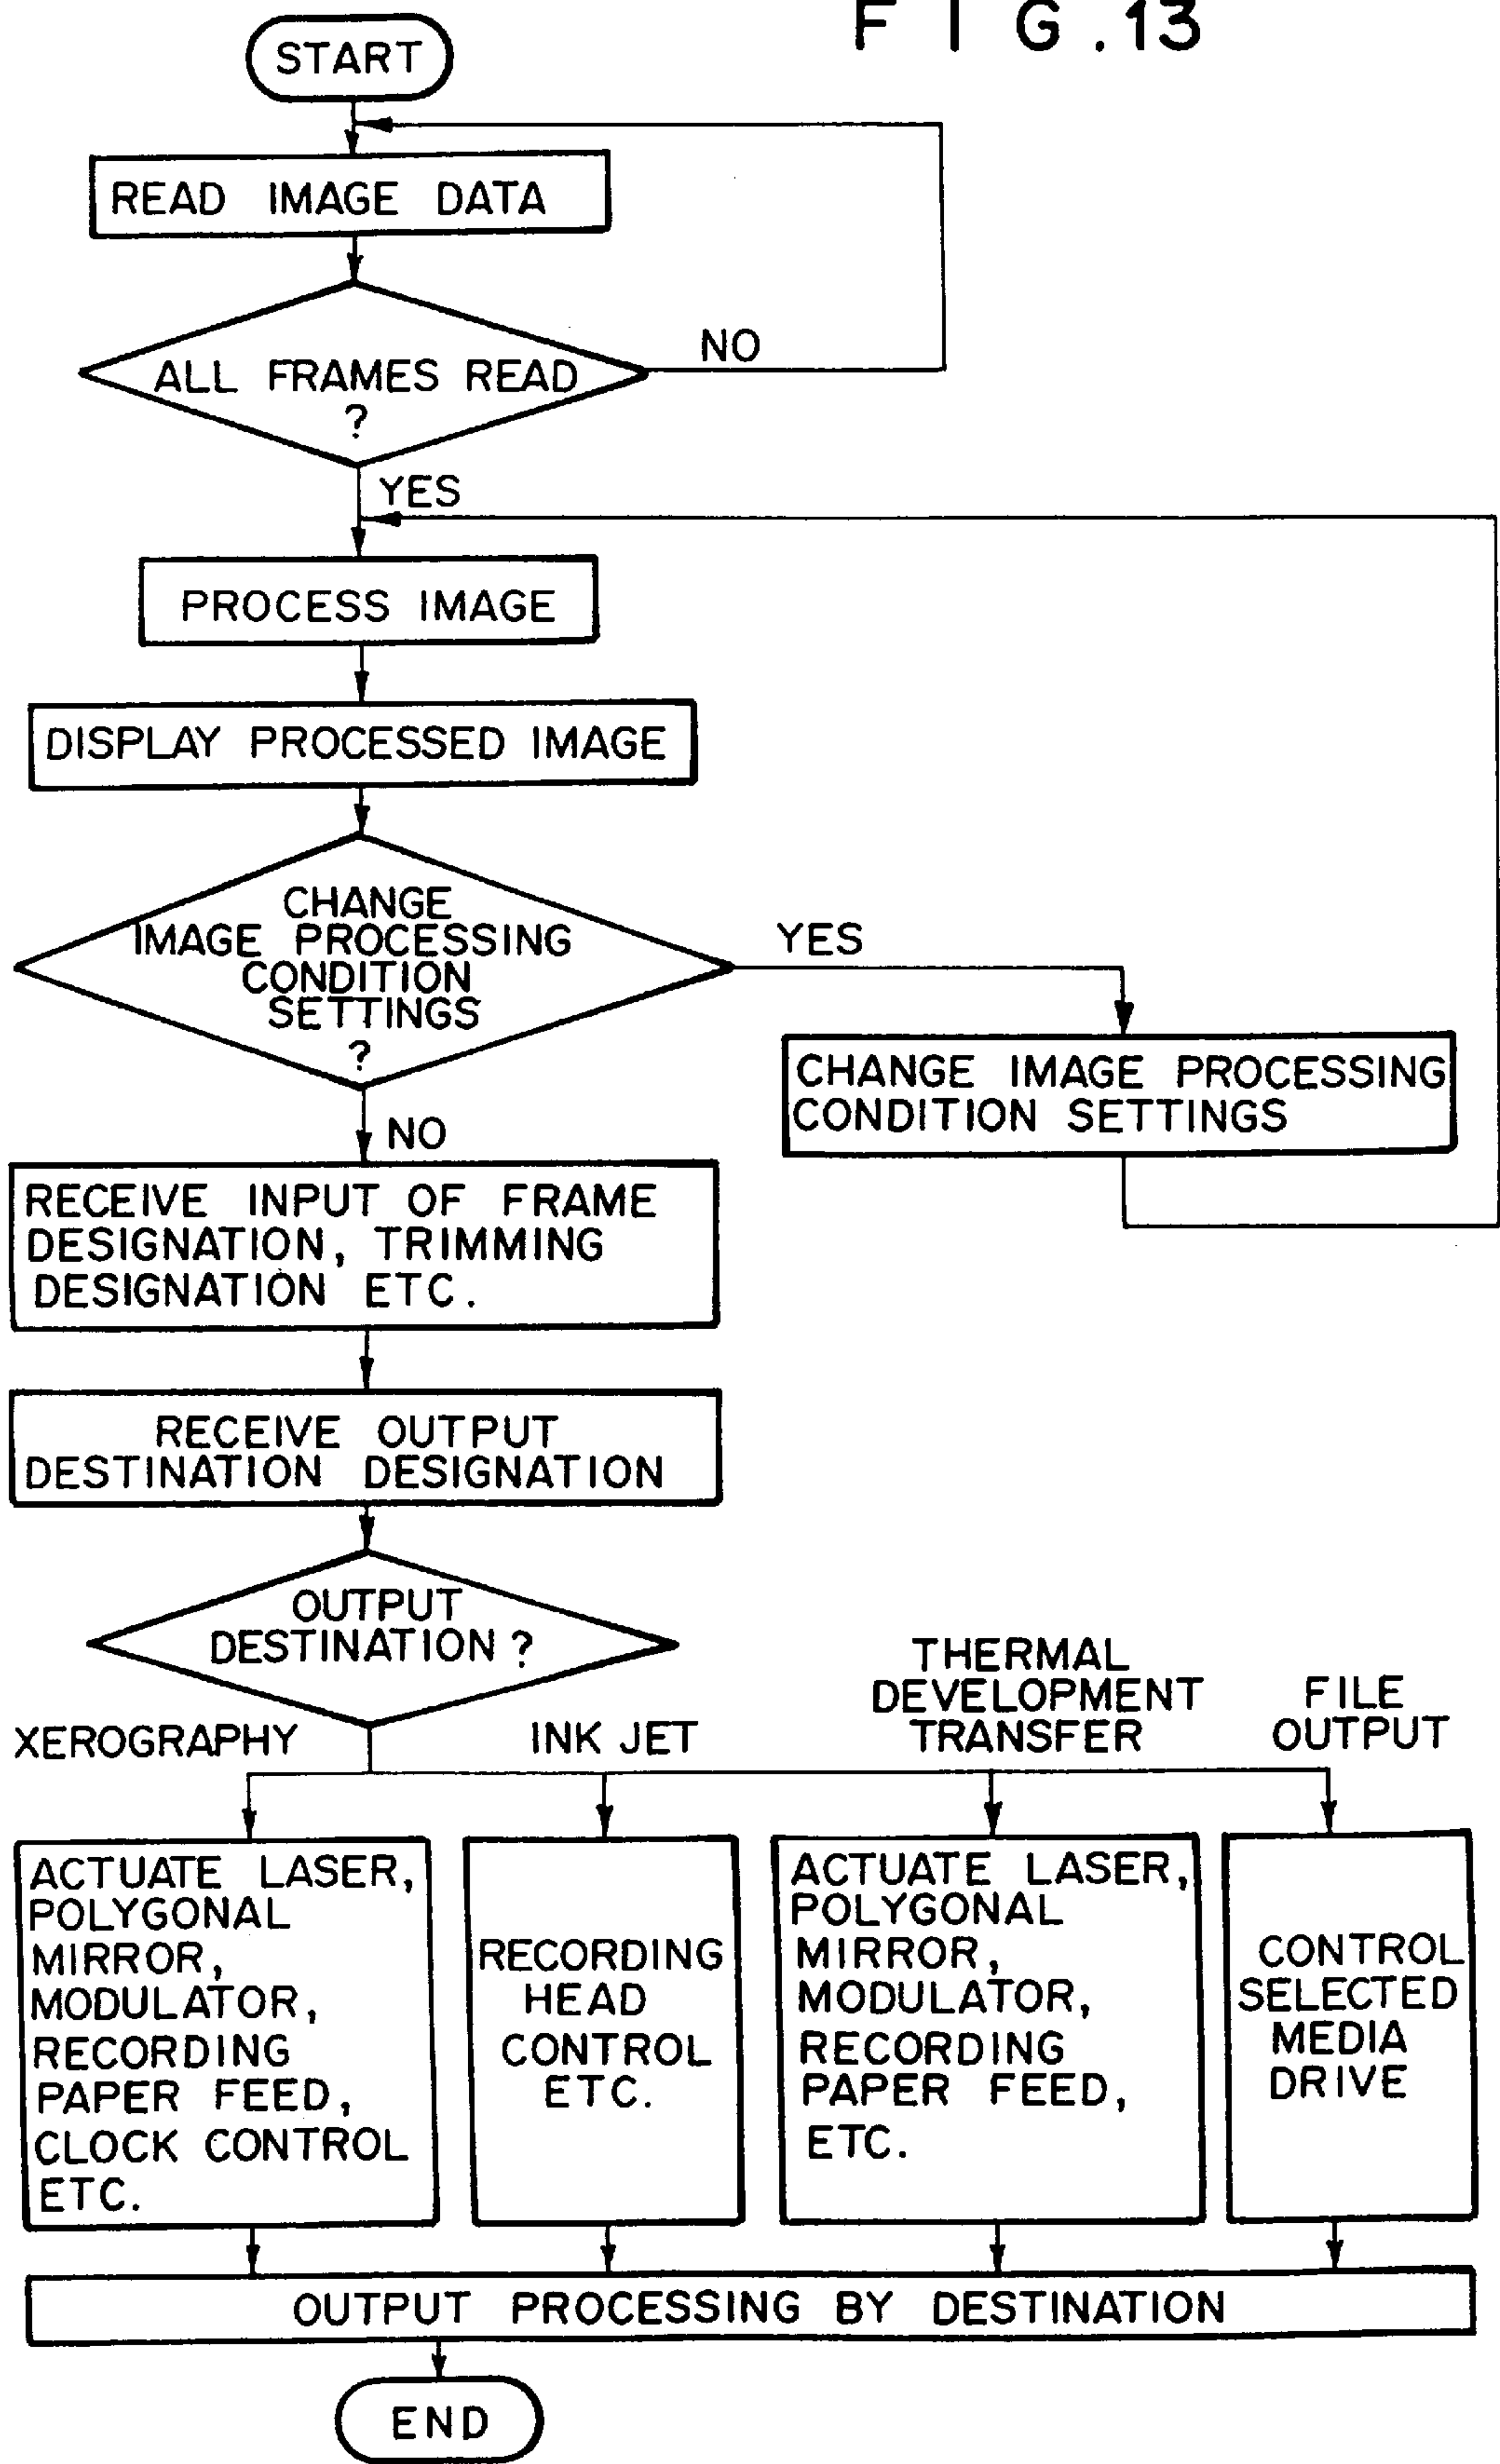 FIG.13
START
READ IMAGE DATA
ALL FRAMES READ
?
NO
YES
PROCESS IMAGE
DISPLAY PROCESSED IMAGE
CHANGE
IMAGE PROCESSING
CONDITION
SETTINGS
?
YES
CHANGE IMAGE PROCESSING
CONDITION SETTINGS
NO
RECEIVE INPUT OF FRAME
DESIGNATION, TRIMMING
DESIGNATION ETC.
RECEIVE OUTPUT
DESTINATION DESIGNATION
OUTPUT
DESTINATION ?
XEROGRAPHY
INK JET
THERMAL
DEVELOPMENT
TRANSFER
FILE
OUTPUT
ACTUATE LASER,
POLYGONAL
MIRROR,
MODULATOR,
RECORDING
PAPER FEED,
CLOCK CONTROL
ETC.
RECORDING
HEAD
CONTROL
ETC.
ACTUATE LASER,
POLYGONAL
MIRROR,
MODULATOR,
RECORDING
PAPER FEED,
ETC.
CONTROL
SELECTED
MEDIA
DRIVE
OUTPUT PROCESSING BY DESTINATION
END